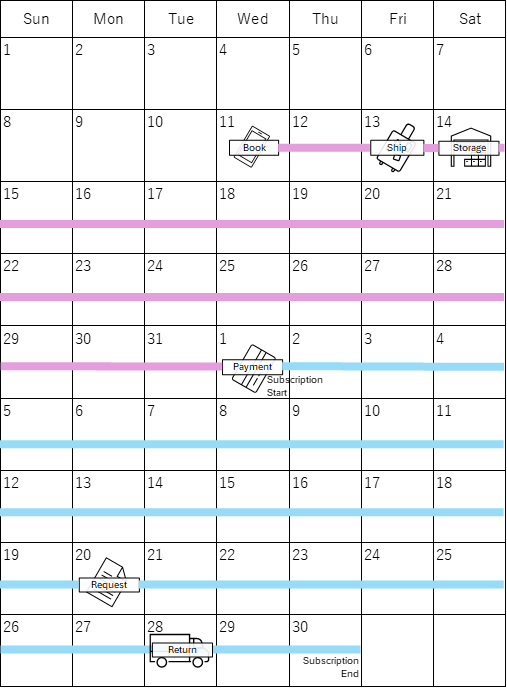 Sun Mon Tue Wed Thu Fri Sat
1 2 3 4 5 6 7
8 9 10 11 12 13 14
Book Ship Storage
15 16 17 18 19 20 21
22 23 24 25 26 27 28
29 30 31 1 2 3 4
Payment
Subscription
Start
5 6 7 8 9 10 11
12 13 14 15 16 17 18
19 20 21 22 23 24 25
Request
26 27 28 29 30
Return
Subscription
End